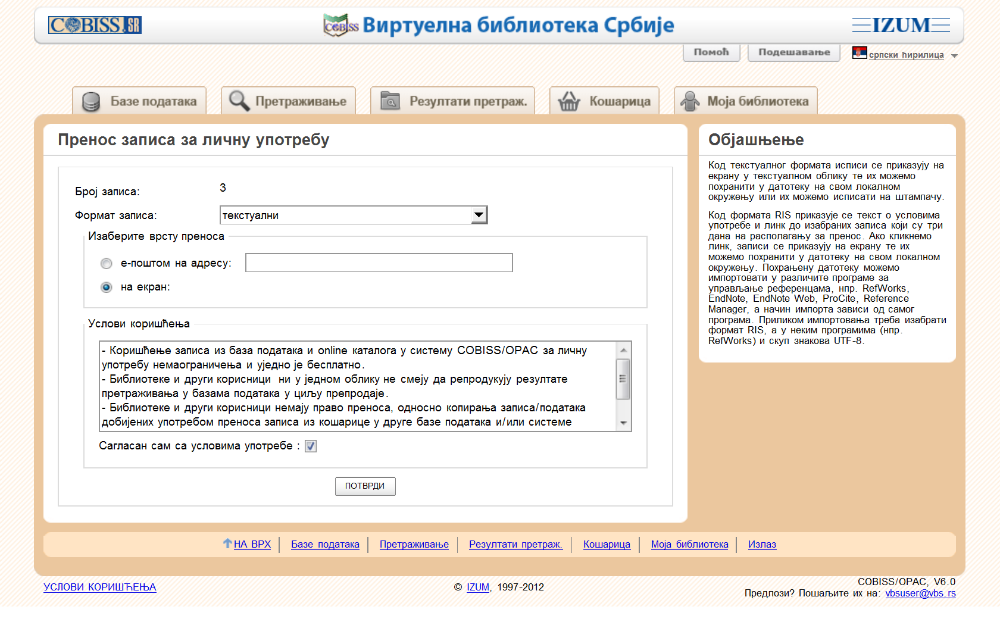 COBISS.SR
COBISS Виртуелна библиотека Србије
IZUM
Помоћ
Подешавање
српски ћирилица
Базе података
Претраживање
Резултати претраж.
Кошарица
Моја библиотека
Пренос записа за личну употребу
Број записа:
3
Формат записа:
текстуални
Изаберите врсту преноса
е-поштом на адресу:
на екран:
Услови коришћења
- Коришћење записа из база података и online каталога у систему COBISS/OPAC за личну
употребу немаограничења и уједно је бесплатно.
- Библиотеке и други корисници ни у једном облику не смеју да репродукују резултате
претраживања у базама података у циљу препродаје.
- Библиотеке и други корисници немају право преноса, односно копирања записа/података
добијених употребом преноса записа из кошарице у друге базе података и/или системе
Сагласан сам са условима употребе :
ПОТВРДИ
Објашњење
Код текстуалног формата исписи се приказују на
екрану у текстуалном облику те их можемо
похранити у датотеку на свом локалном
окружењу или их можемо исписати на штампачу.
Код формата RIS приказује се текст о условима
употребе и линк до изабраних записа који су три
дана на располагању за пренос. Ако кликнемо
линк, записи се приказују на екрану те их
можемо похранити у датотеку на свом локалном
окружењу. Похрањену датотеку можемо
импортовати у различите програме за
управљање референцама, нпр. RefWorks,
EndNote, EndNote Web, ProCite, Reference
Manager, а начин импорта зависи од самог
програма. Приликом импортовања треба изабрати
формат RIS, а у неким програмима (нпр.
RefWorks) и скуп знакова UTF-8.
НА ВРХ
Базе података
Претраживање
Резултати претраж.
Кошарица
Моја библиотека
Излаз
УСЛОВИ КОРИШЋЕЊА
© IZUM, 1997-2012
COBISS/OPAC, V6.0
Предлози? Пошаљите их на: vbsuser@vbs.rs